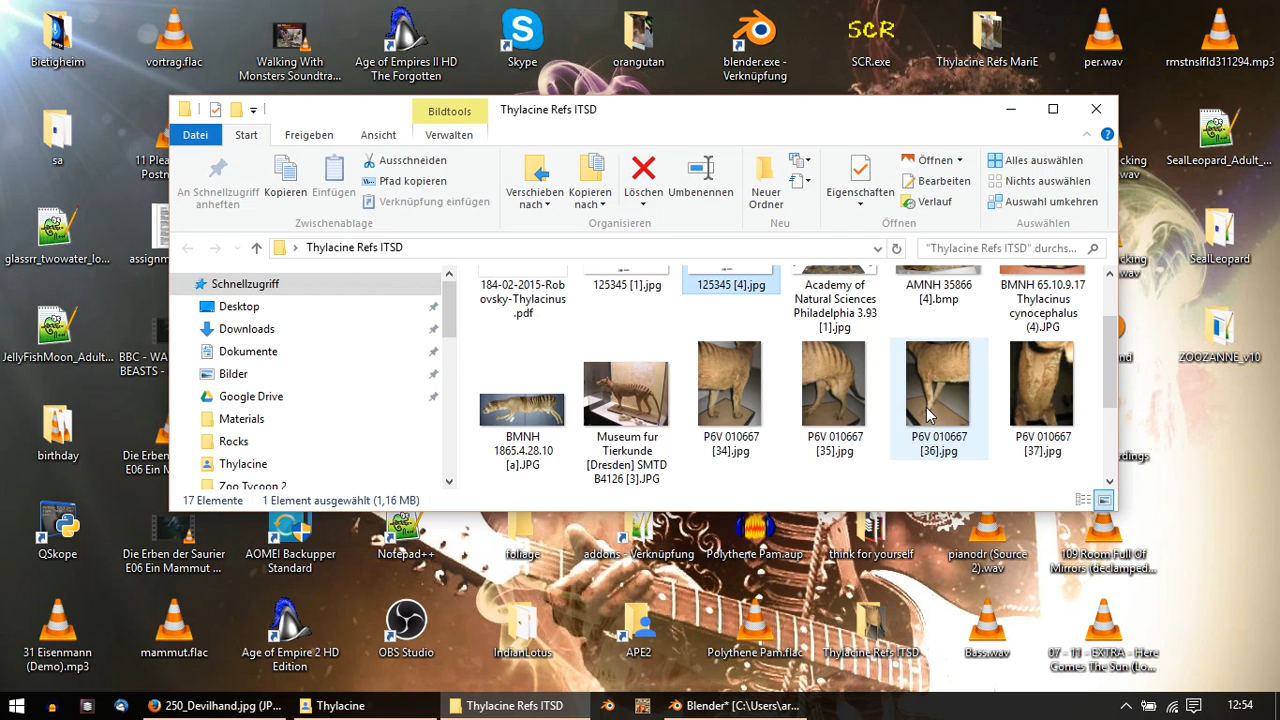 Bietigheim
vortrag.flac
Walking With
Monsters Soundtra...
Age of Empires II HD
The Forgotten
Skype
orangutan
blender.exe -
Verknüpfung
SCR
SCR.exe
Thylacine Refs MariE
per.wav
rmstnslfld311294.mp3
sa
11 Plea
Postn
glassrr_twowater_lo...
assignm
JellyFishMoon_Adult...
BBC - WA
BEASTS -
birthday
Die Erben
E06 Ein M
SealLeopard_Adult_...
cking
.wav
SealLeopard
cking
.wav
ZOOZANNE_v10
Bildtools
Thylacine Refs ITSD
Datei
Start
Freigeben
Ansicht
Verwalten
An Schnellzugriff
anheften
Kopieren
Einfügen
Ausschneiden
Pfad kopieren
Verknüpfung einfügen
Zwischenablage
Verschieben
nach
Kopieren
nach
Löschen
Umbenennen
Organisieren
Neuer
Ordner
Neu
Eigenschaften
Öffnen
Bearbeiten
Verlauf
Öffnen
Alles auswählen
Nichts auswählen
Auswahl umkehren
Auswählen
Thylacine Refs ITSD
"Thylacine Refs ITSD" durchs...
Schnellzugriff
Desktop
Downloads
Dokumente
Bilder
Google Drive
Materials
Rocks
Thylacine
Zoo Tycoon 2
184-02-2015-Rob
ovsky-Thylacinus
.pdf
125345 [1].jpg
125345 [4].jpg
Academy of
Natural Sciences
Philadelphia 3.93
[1].jpg
AMNH 35866
[4].bmp
BMNH 65.10.9.17
Thylacinus
cynocephalus
(4).JPG
BMNH
1865.4.28.10
[a].JPG
Museum fur
Tierkunde
[Dresden] SMTD
B4126 [3].JPG
P6V 010667
[34].jpg
P6V 010667
[35].jpg
P6V 010667
[36].jpg
P6V 010667
[37].jpg
17 Elemente
1 Element ausgewählt (1,16 MB)
QSkope
Die Erben der Saurier
E06 Ein Mammut ...
AOMEI Backupper
Standard
Notepad++
foliage
addons - Verknüpfung
Polythene Pam.aup
think for yourself
pianodr (Source
2).wav
109 Room Full Of
Mirrors (declamped...
31 Eisenmann
(Demo).mp3
mammut.flac
Age of Empire 2 HD
Edition
OBS Studio
IndianLotus
APE2
Polythene Pam.flac
Thylacine Refs ITSD
Bass.wav
07 - 11 - EXTRA - Here
Comes The Sun (Lo...
250_Devilhand.jpg (JP...
Thylacine
Thylacine Refs ITSD
Blender* [C:\Users\ar...
12:54